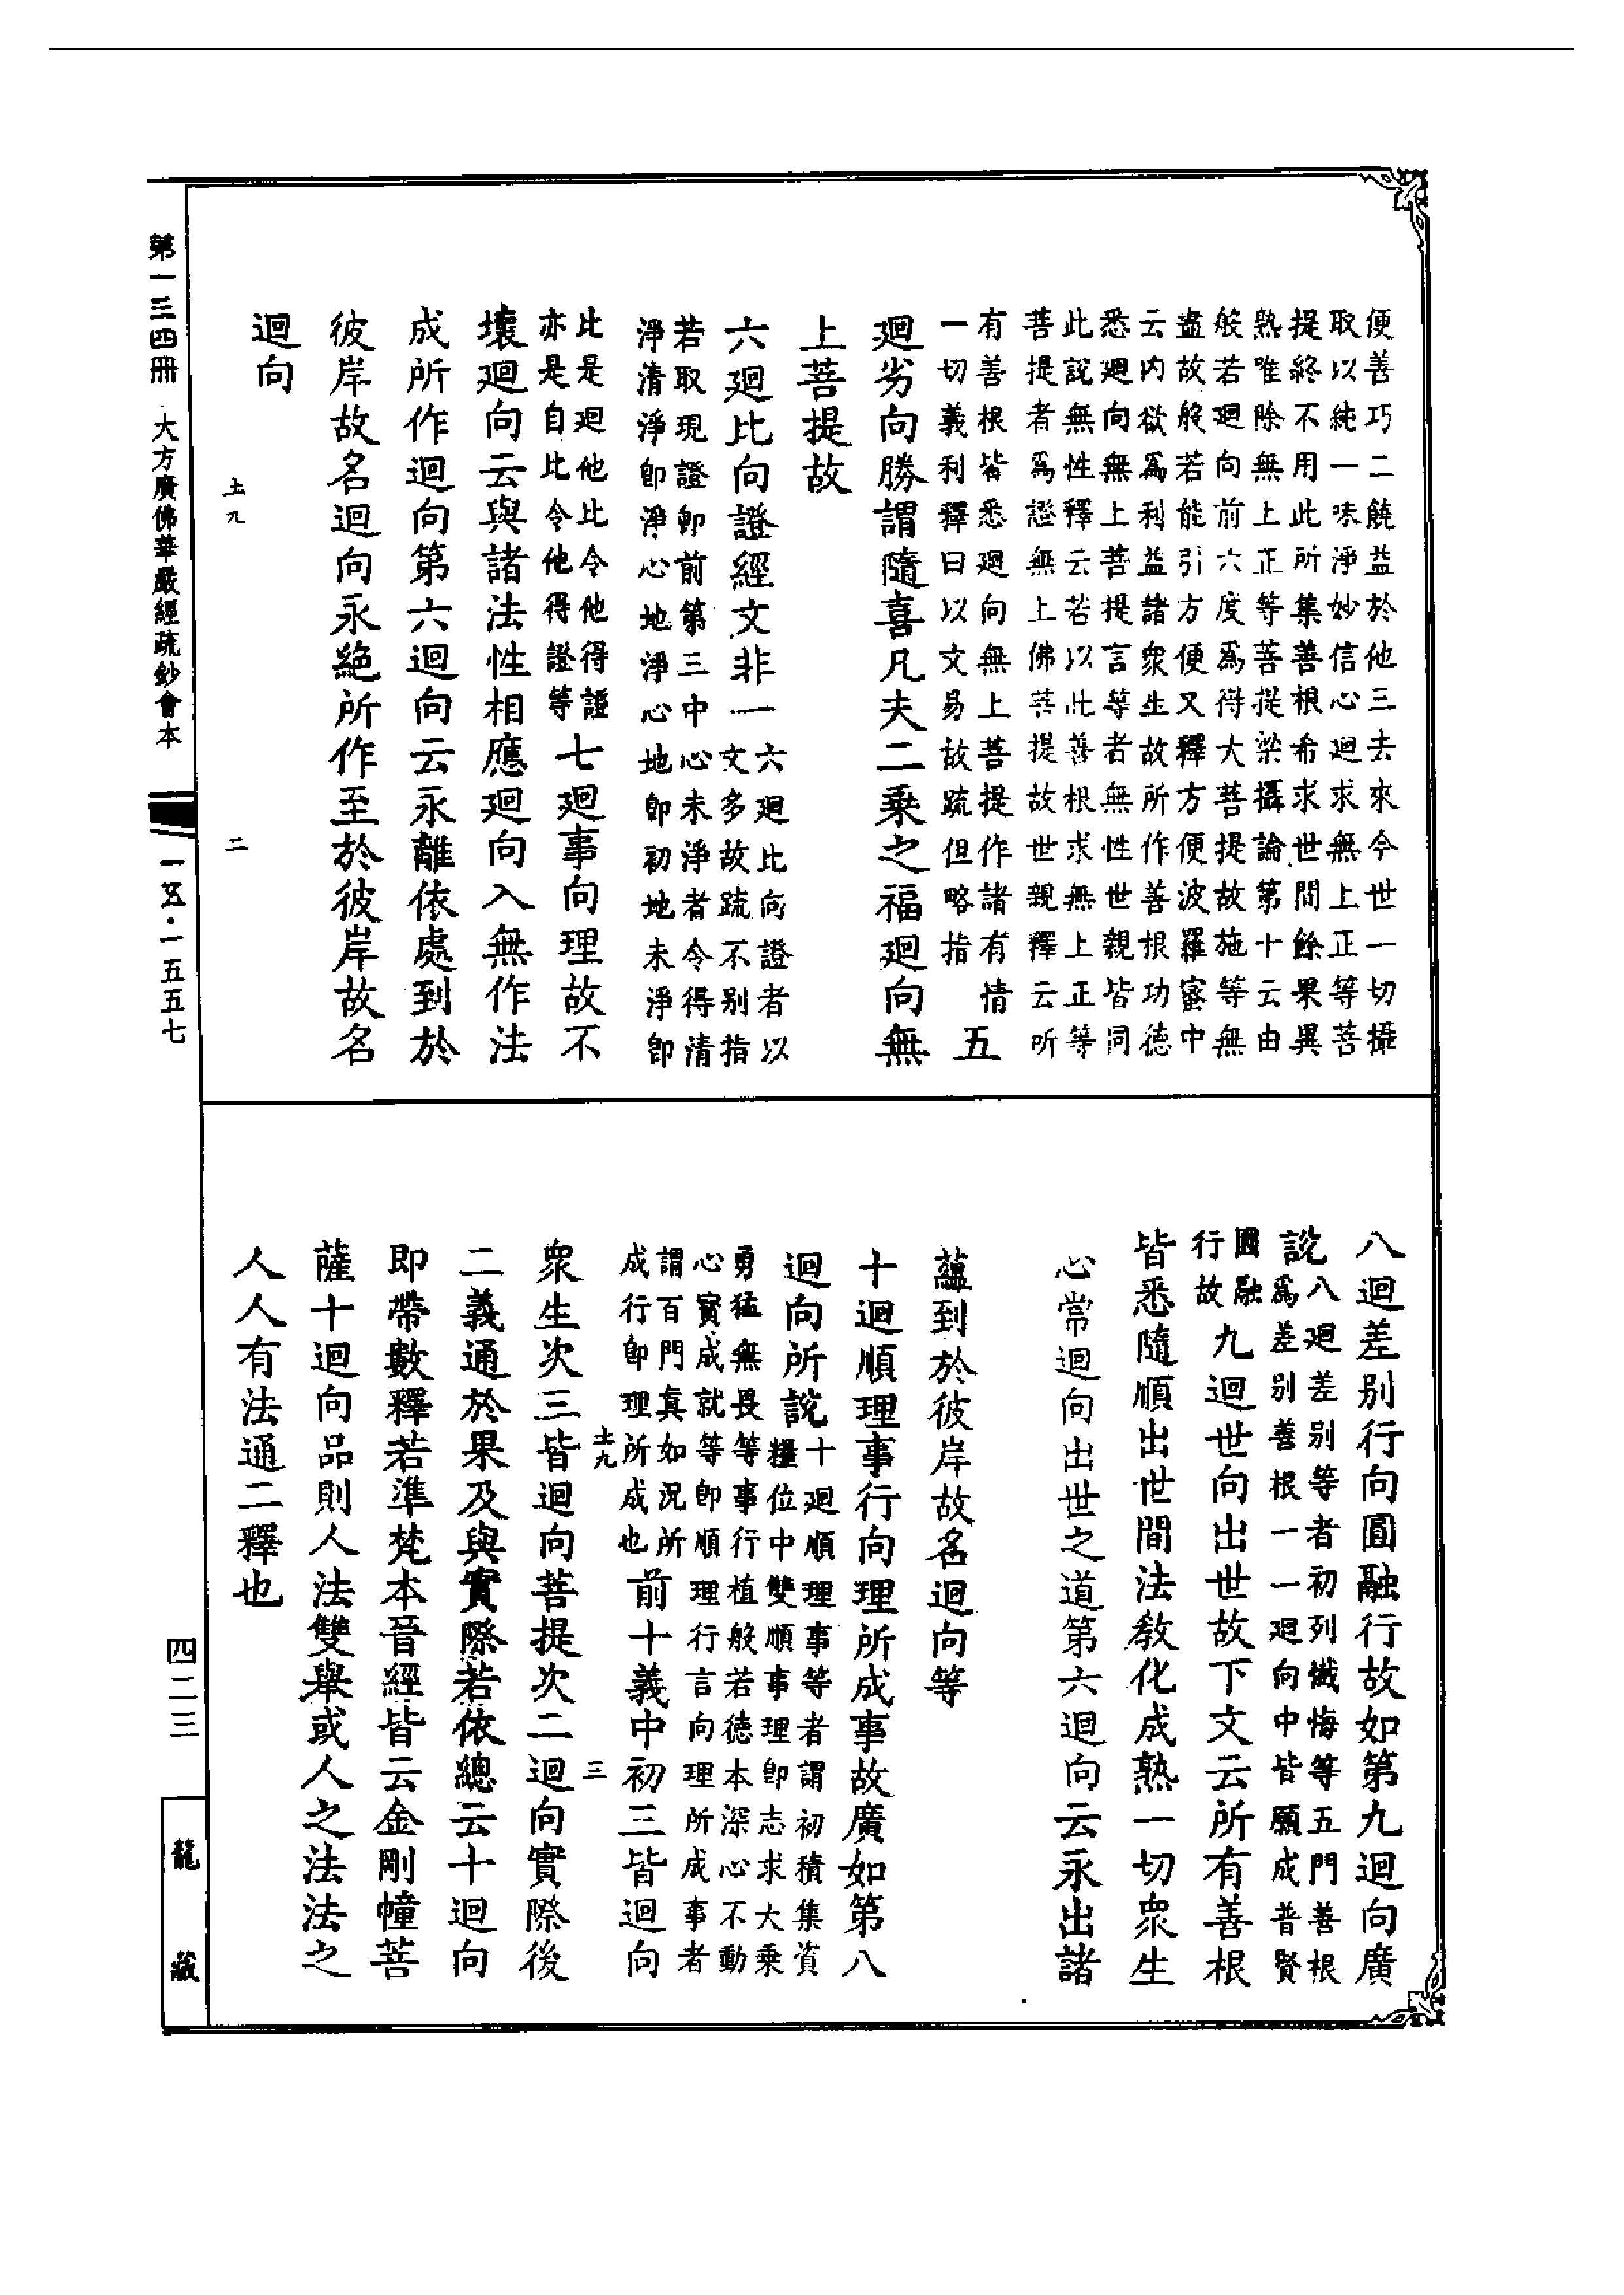 便善巧二饒益於他三去來今世一切攝
取以純一味淨妙信心迴求無上正等菩
提終不用此所集善根希求世間餘果異
熟唯除無上正等菩提梁攝論第十云由
般若迴向前六度爲得大菩提故施等無
盡故般若能引方便又釋方便波羅蜜中
云內欲爲利益諸衆生故所作善根功德
悉迴向無上菩提言等者無性世親皆同
此說無性釋云若以此善根求無上正等
菩提者爲證無上佛菩提故世親釋云所
有善根皆悉迴向無上菩提作諸有情
一切義利釋曰以文易故疏但略指 五
迴劣向勝謂隨喜凡夫二乘之福迴向無
上菩提故
六迴比向證經文非一 六迴比向證者以
文多故疏不別指
若取現證卽前第三中心未淨者令得清
淨清淨卽淨心地淨心地卽初地未淨卽
比是迴他比令他得證
亦是自比令他得證等 七迴事向理故不
壞迴向云與諸法性相應迴向入無作法
成所作迴向第六迴向云永離依處到於
彼岸故名迴向永絕所作至於彼岸故名
迴向
土九
二
八迴差別行向圓融行故如第九迴向廣
說 八迴差別等者初列懺悔等五門善根
爲差別善根一一迴向中皆願成普賢
圓融
行故 九迴世向出世故下文云所有善根
皆悉隨順出世間法教化成熟一切衆生
心常迴向出世之道第六迴向云永出諸
蘊到於彼岸故名迴向等
十迴順理事行向理所成事故廣如第八
迴向所說 十迴順理事等者謂初積集資
糧位中雙順事理卽志求大乘
勇猛無畏等事行植般若德本深心不動
心寶成就等卽順理行言向理所成事者
謂百門眞如況所
成行卽理所成也 前十義中初三皆迴向
土九
三
衆生次三皆迴向菩提次二迴向實際後
二義通於果及與實際若依總云十迴向
即帶數釋若準梵本晉經皆云金剛幢菩
薩十迴向品則人法雙舉或人之法法之
人人有法通二釋也
第一三四冊 大方廣佛華嚴經疏鈔會本
一五五·一五五七
四二三
龍藏